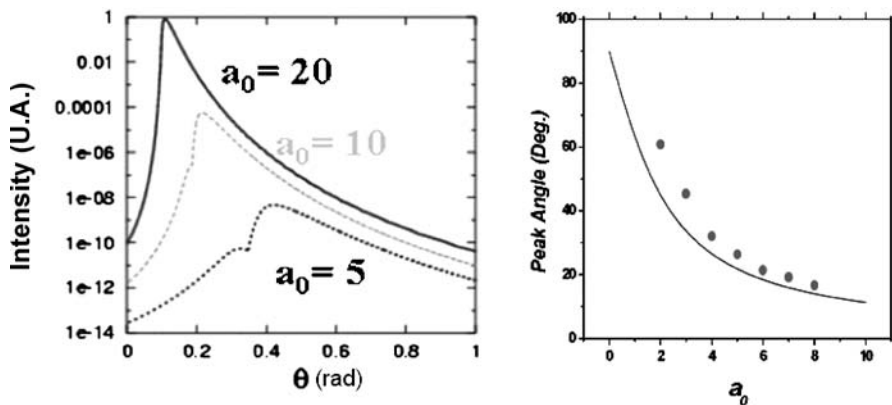 Intensity (U.A.)
1
0.01
0.0001
1e-06
1e-08
1e-10
1e-12
1e-14
a0 = 20
a0 = 10
a0 = 5
0
0.2
0.4
0.6
0.8
1
θ (rad)
Peak Angle (Deg.)
100
80
60
40
20
0
0
2
4
6
8
10
a0